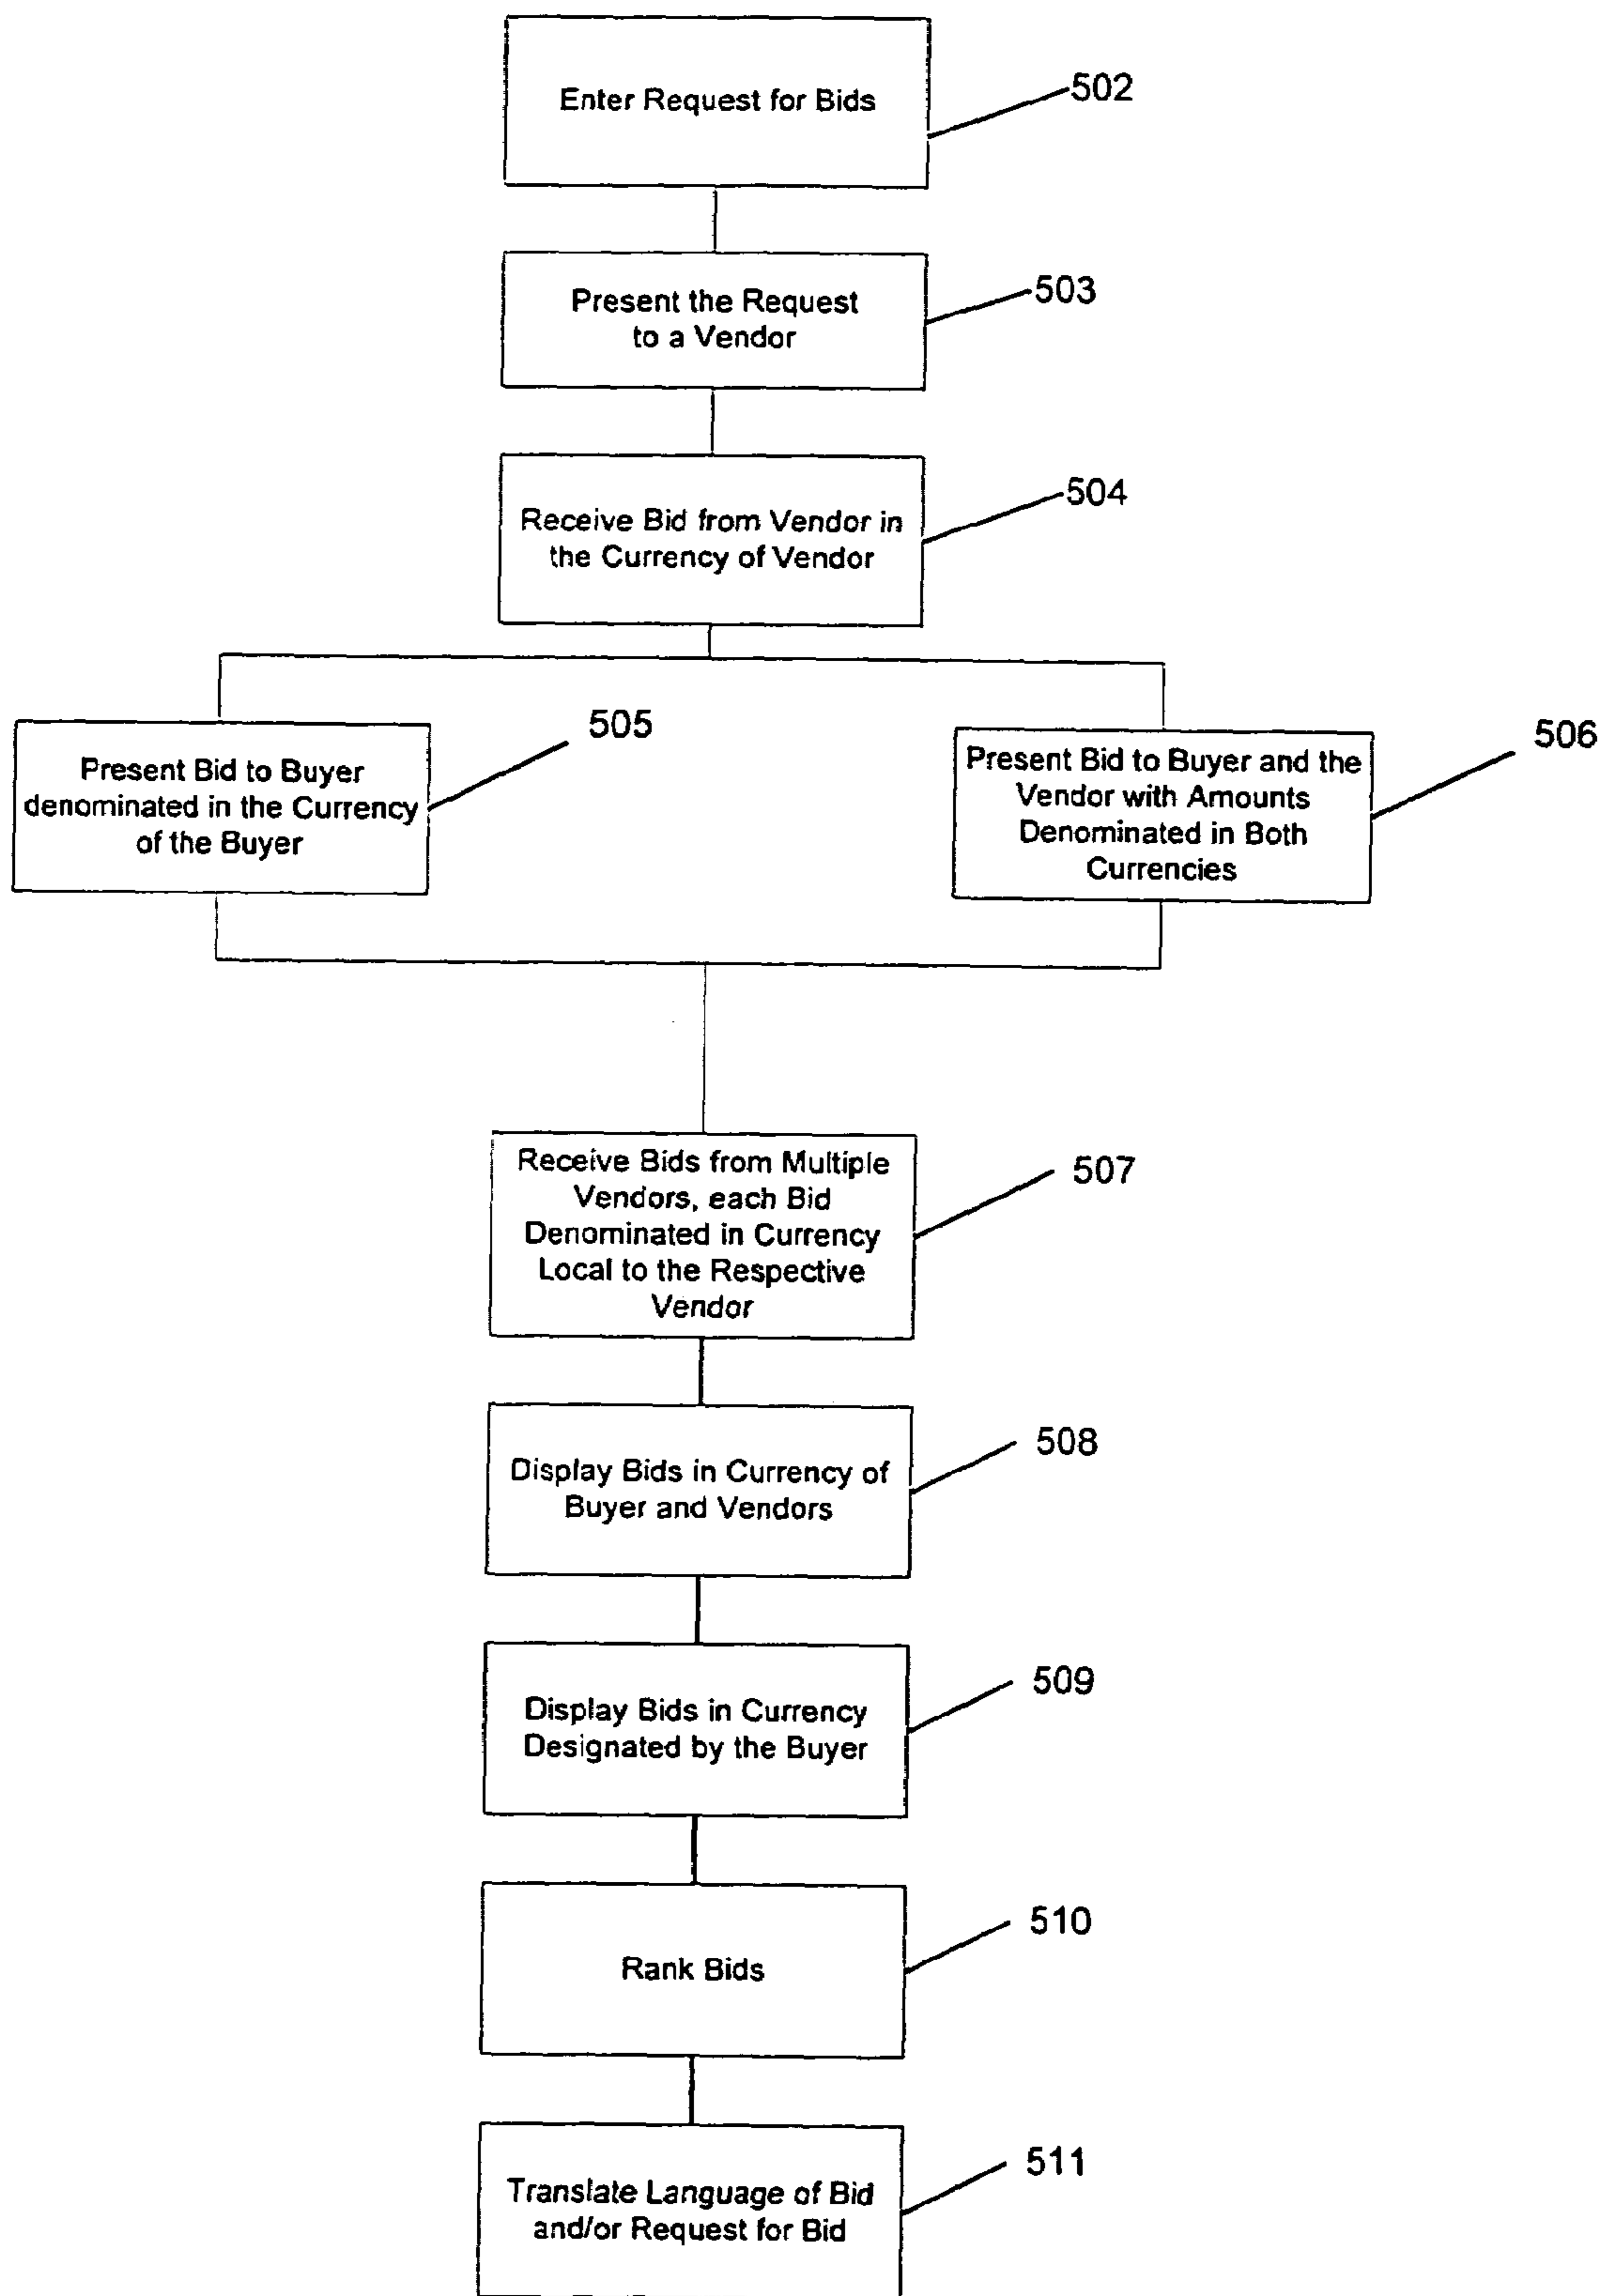 Enter Request for Bids
502
Present the Request
to a Vendor
503
Receive Bid from Vendor in
the Currency of Vendor
504
Present Bid to Buyer
denominated in the Currency
of the Buyer
505
Present Bid to Buyer and the
Vendor with Amounts
Denominated in Both
Currencies
506
Receive Bids from Multiple
Vendors, each Bid
Denominated in Currency
Local to the Respective
Vendor
507
Display Bids in Currency of
Buyer and Vendors
508
Display Bids in Currency
Designated by the Buyer
509
Rank Bids
510
Translate Language of Bid
and/or Request for Bid
511